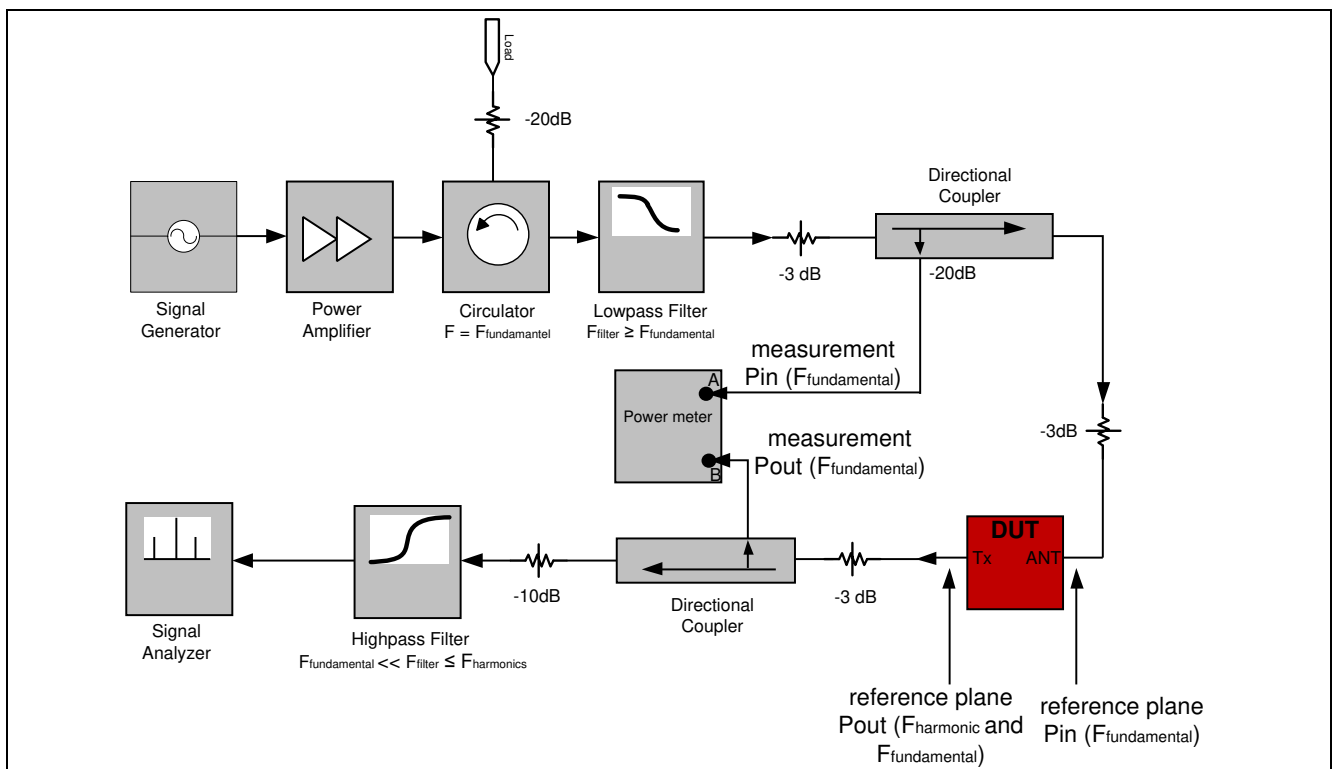 Load
-20dB
Directional
Coupler
-20dB
-3 dB
Signal
Generator
Power
Amplifier
Circulator
F = Ffundamantel
Lowpass Filter
Ffilter ≥ Ffundamental
measurement
Pin (Ffundamental)
A
Power meter
B
measurement
Pout (Ffundamental)
-3dB
DUT
Tx ANT
-3 dB
Directional
Coupler
-10dB
Highpass Filter
Ffundamental << Ffilter ≤ Fharmonics
Signal
Analyzer
reference plane
Pout (Fharmonic and
Ffundamental)
reference plane
Pin (Ffundamental)